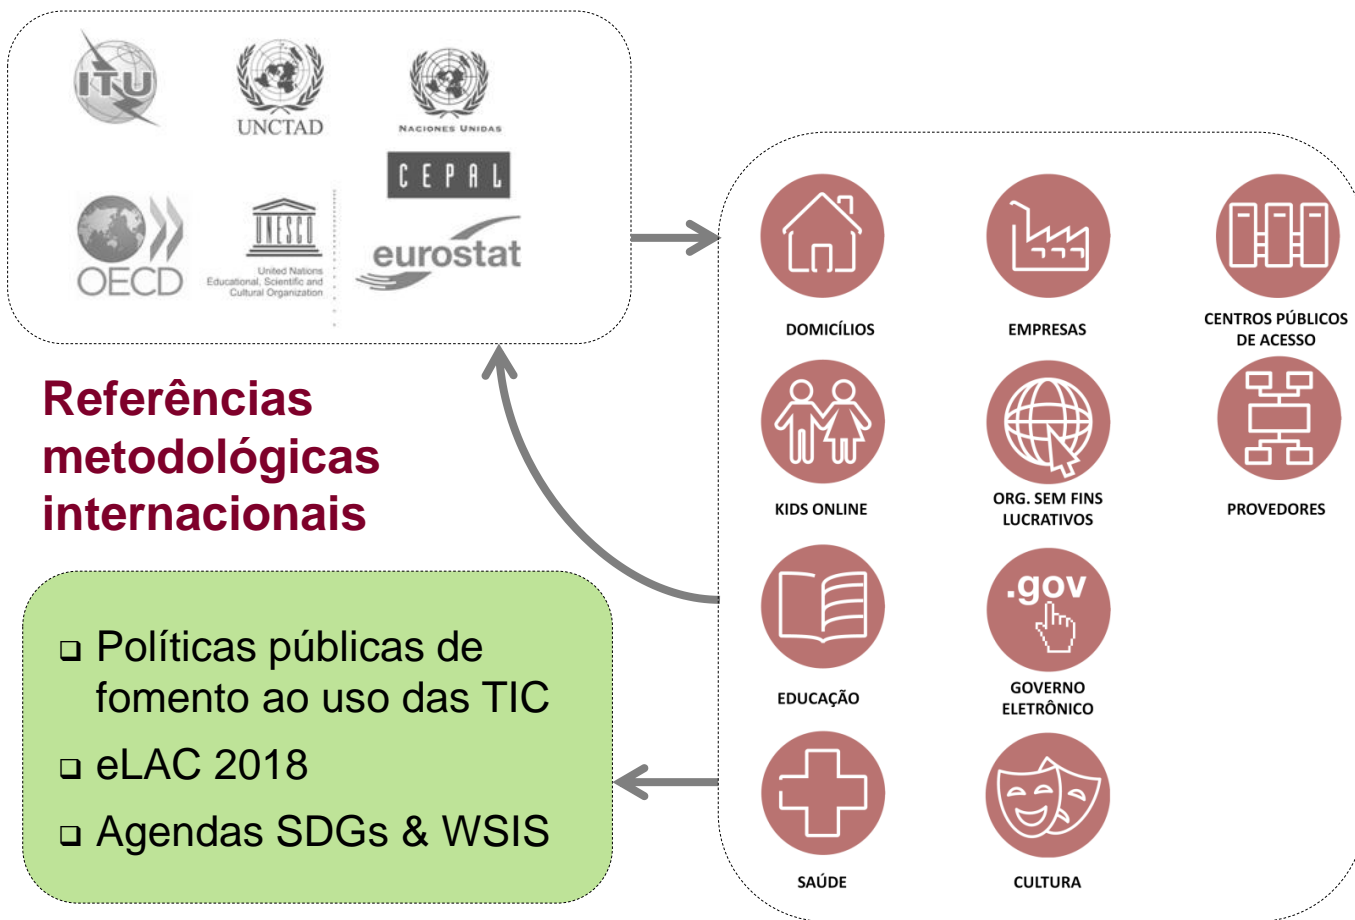 ITU
UNCTAD
NACIONES UNIDAS
CEPAL
OECD
UNESCO
United Nations
Educational, Scientific and
Cultural Organization
eurostat
Referências
metodológicas
internacionais
Políticas públicas de
fomento ao uso das TIC
eLAC 2018
Agendas SDGs & WSIS
DOMICÍLIOS
EMPRESAS
CENTROS PÚBLICOS
DE ACESSO
KIDS ONLINE
ORG. SEM FINS
LUCRATIVOS
PROVEDORES
EDUCAÇÃO
.gov
GOVERNO
ELETRÔNICO
SAÚDE
CULTURA